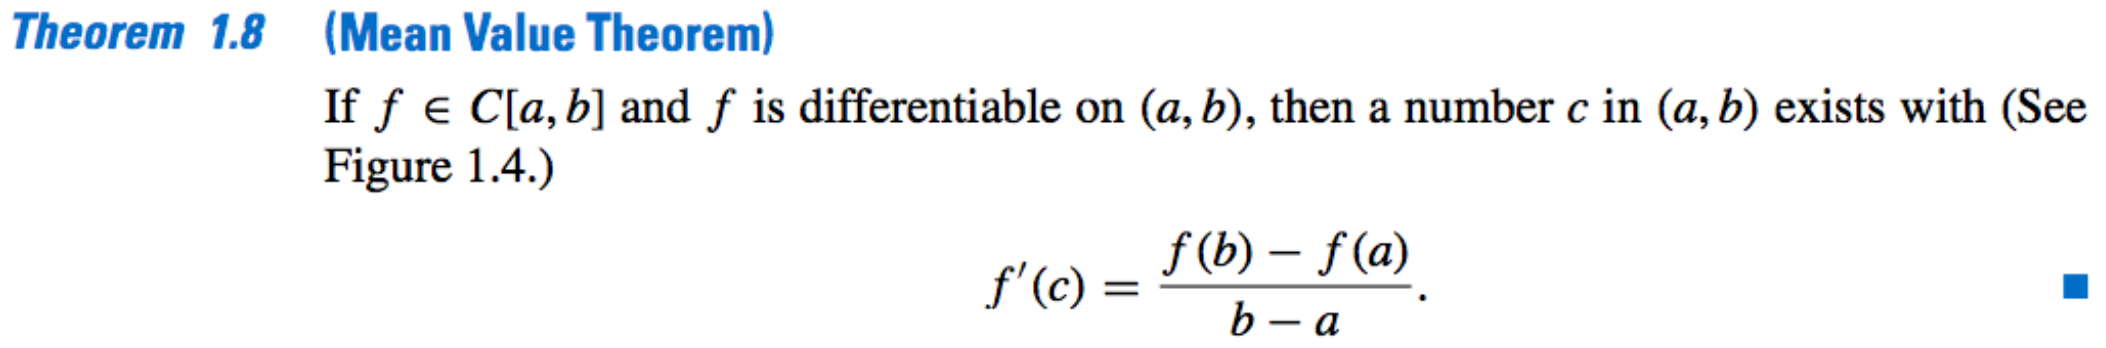 Theorem 1.8 (Mean Value Theorem)
If f ∈ C[a, b] and f is differentiable on (a, b), then a number c in (a, b) exists with (See
Figure 1.4.)
f′(c) = \frac{f(b) − f(a)}{b − a}.